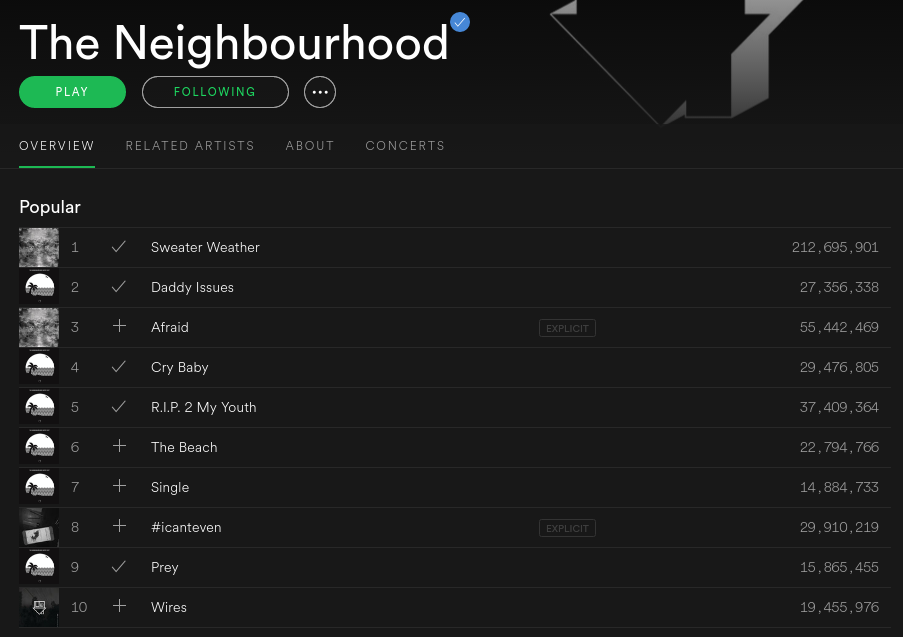 The Neighbourhood
PLAY FOLLOWING
OVERVIEW RELATED ARTISTS ABOUT CONCERTS
Popular
1 Sweater Weather 212,695,901
2 Daddy Issues 27,356,338
3 Afraid EXPLICIT 55,442,469
4 Cry Baby 29,476,805
5 R.I.P. 2 My Youth 37,409,364
6 The Beach 22,794,766
7 Single 14,884,733
8 #icanteven EXPLICIT 29,910,219
9 Prey 15,865,455
10 Wires 19,455,976